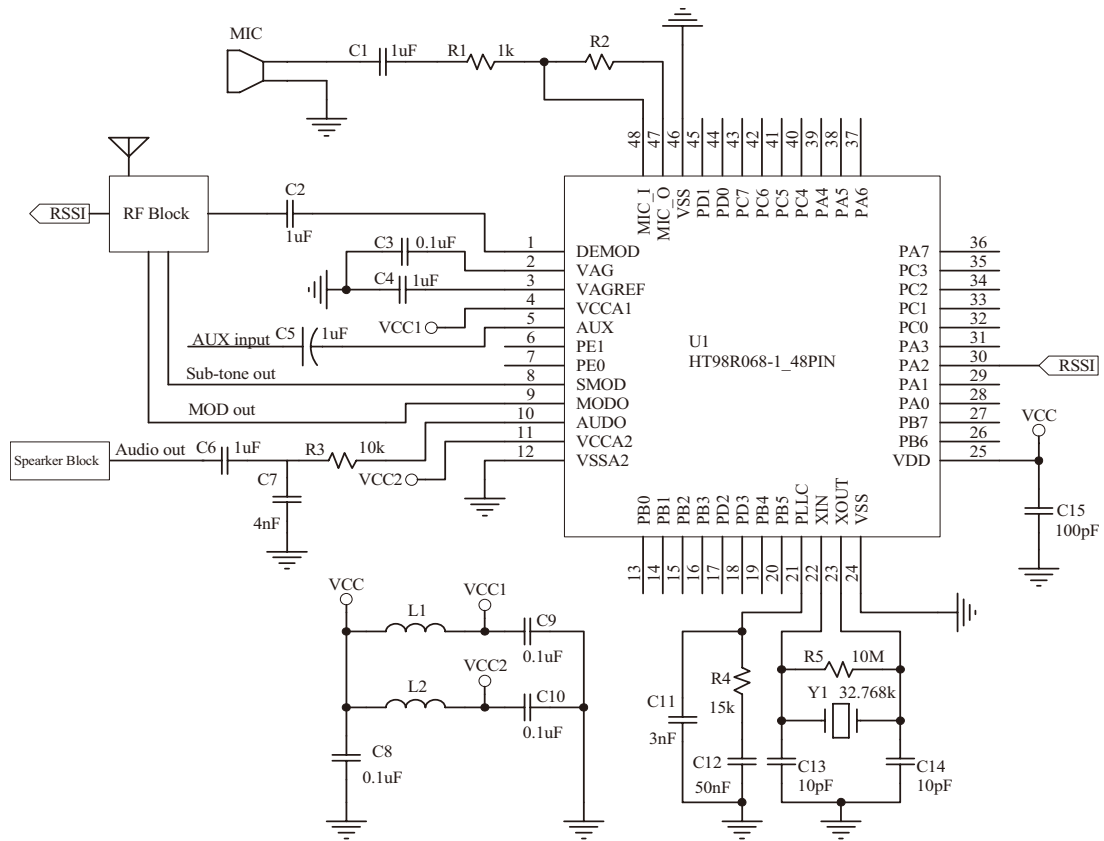 MIC
C1
1uF
R1
1k
R2
48
47
46
45
44
43
42
41
40
39
38
37
MIC_I
MIC_O
VSS
PD1
PD0
PC7
PC6
PC5
PC4
PA4
PA5
PA6
RSSI
RF Block
C2
1uF
C3
0.1uF
C4
1uF
VCC1
AUX input
C5
1uF
Sub-tone out
MOD out
Spearker Block
Audio out
C6
1uF
R3
10k
C7
4nF
VCC2
1
DEMOD
2
VAG
3
VAGREF
4
VCCA1
5
AUX
6
PE1
7
PE0
8
SMOD
9
MODO
10
AUDO
11
VCCA2
12
VSSA2
U1
HT98R068-1_48PIN
PA7
36
PC3
35
PC2
34
PC1
33
PC0
32
PA3
31
PA2
30
RSSI
PA1
29
PA0
28
PB7
27
PB6
26
VDD
25
VCC
C15
100pF
PB0
PB1
PB2
PB3
PD2
PD3
PB4
PB5
PLLC
XIN
XOUT
VSS
13
14
15
16
17
18
19
20
21
22
23
24
VCC
L1
VCC1
C9
0.1uF
L2
VCC2
C10
0.1uF
C8
0.1uF
C11
3nF
R4
15k
C12
50nF
R5
10M
Y1
32.768k
C13
10pF
C14
10pF